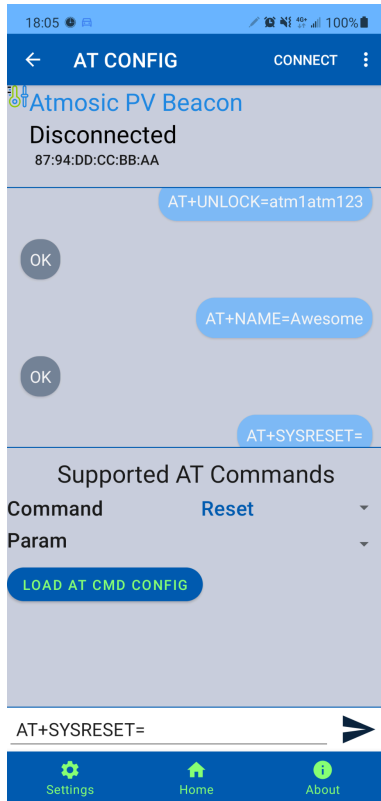 18:05 100%
AT CONFIG CONNECT
Atmosic PV Beacon
Disconnected
87:94:DD:CC:BB:AA
AT+UNLOCK=atm1atm123
OK
AT+NAME=Awesome
OK
AT+SYSRESET=
Supported AT Commands
Command Reset
Param
LOAD AT CMD CONFIG
AT+SYSRESET=
Settings Home About